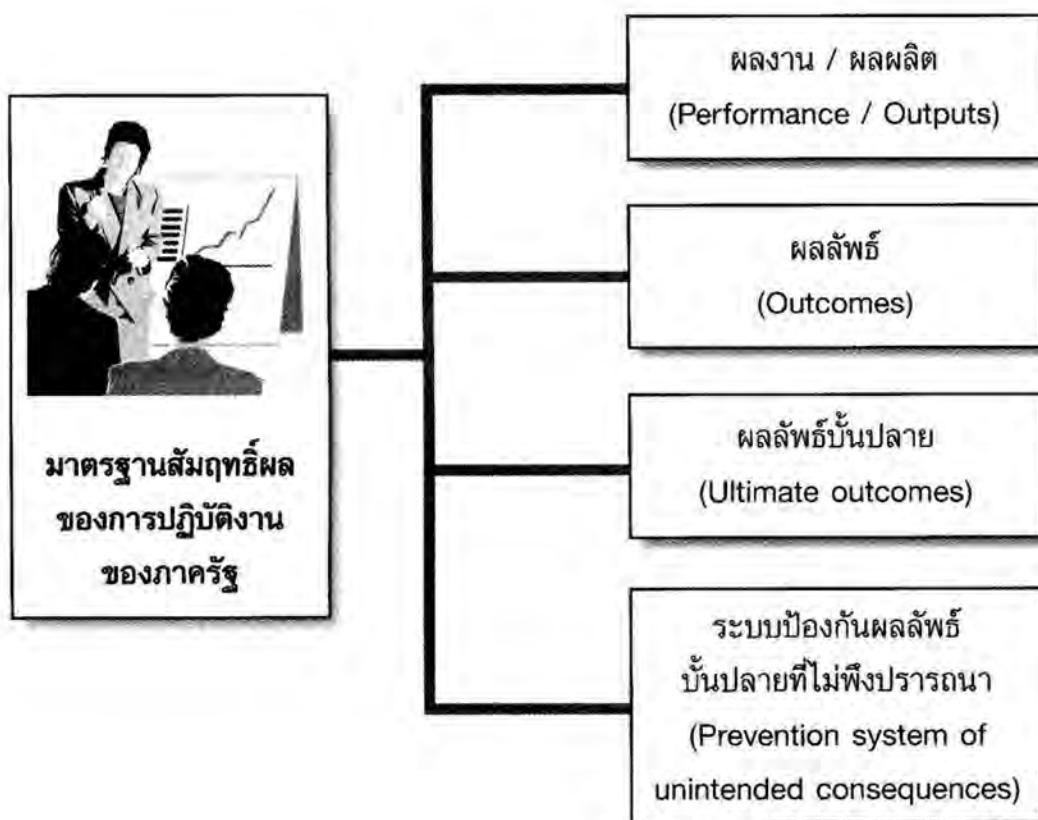 มาตรฐานสัมฤทธิ์ผล
ของการปฏิบัติงาน
ของภาครัฐ
ผลงาน / ผลผลิต
(Performance / Outputs)
ผลลัพธ์
(Outcomes)
ผลลัพธ์บั้นปลาย
(Ultimate outcomes)
ระบบป้องกันผลลัพธ์
บั้นปลายที่ไม่พึงปรารถนา
(Prevention system of
unintended consequences)